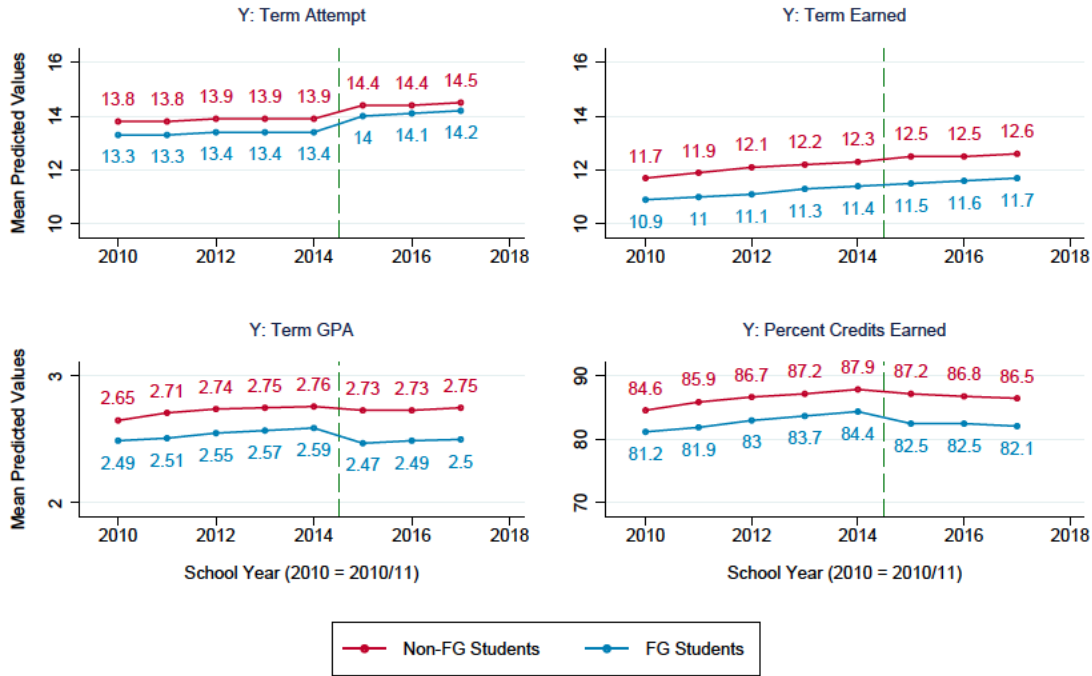 Y: Term Attempt
Mean Predicted Values
16
14
12
10
13.8 13.8 13.9 13.9 13.9 14.4 14.4 14.5
13.3 13.3 13.4 13.4 13.4 14 14.1 14.2
2010 2012 2014 2016 2018
Y: Term Earned
16
14
12
10
11.7 11.9 12.1 12.2 12.3 12.5 12.5 12.6
10.9 11 11.1 11.3 11.4 11.5 11.6 11.7
2010 2012 2014 2016 2018
Y: Term GPA
Mean Predicted Values
3
2
2.65 2.71 2.74 2.75 2.76 2.73 2.73 2.75
2.49 2.51 2.55 2.57 2.59 2.47 2.49 2.5
2010 2012 2014 2016 2018
School Year (2010 = 2010/11)
Y: Percent Credits Earned
90
80
70
84.6 85.9 86.7 87.2 87.9 87.2 86.8 86.5
81.2 81.9 83 83.7 84.4 82.5 82.5 82.1
2010 2012 2014 2016 2018
School Year (2010 = 2010/11)
Non-FG Students FG Students